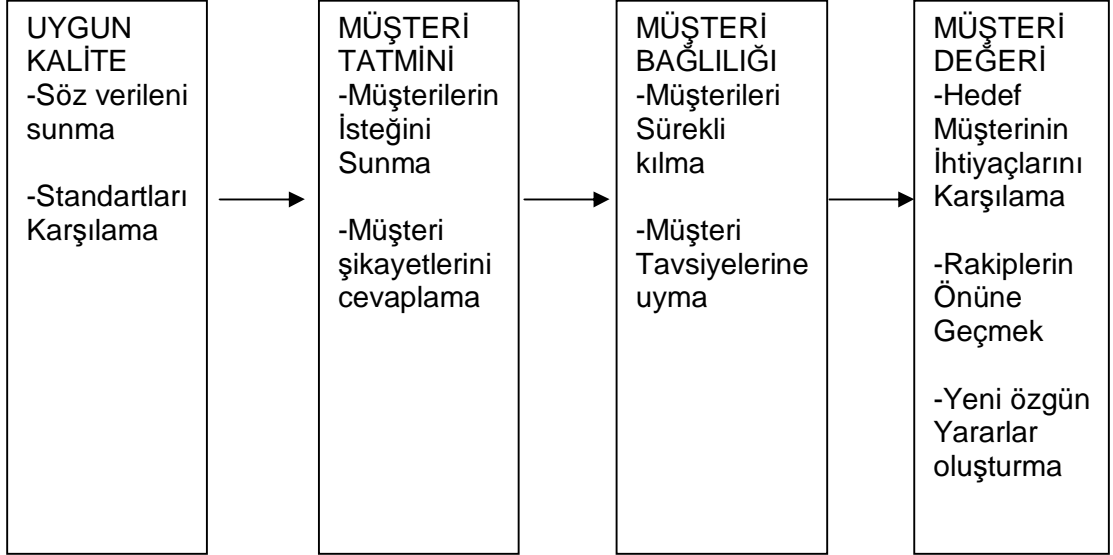 UYGUN
KALİTE
-Söz verileni
sunma
-Standartları
Karşılama
MÜŞTERİ
TATMİNİ
-Müşterilerin
İsteğini
Sunma
-Müşteri
şikayetlerini
cevaplama
MÜŞTERİ
BAĞLILIĞI
-Müşterileri
Sürekli
kılma
-Müşteri
Tavsiyelerine
uyma
MÜŞTERİ
DEĞERİ
-Hedef
Müşterinin
İhtiyaçlarını
Karşılama
-Rakiplerin
Önüne
Geçmek
-Yeni özgün
Yararlar
oluşturma